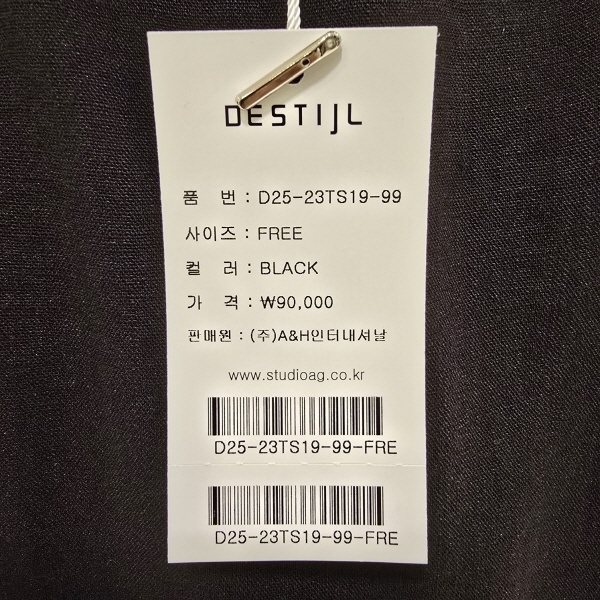 DESTIJL
품 번 : D25-23TS19-99
사이즈 : FREE
컬 러 : BLACK
가 격 : ₩90,000
판매원 : (주)A&H인터내셔날
www.studioag.co.kr
D25-23TS19-99-FRE
D25-23TS19-99-FRE